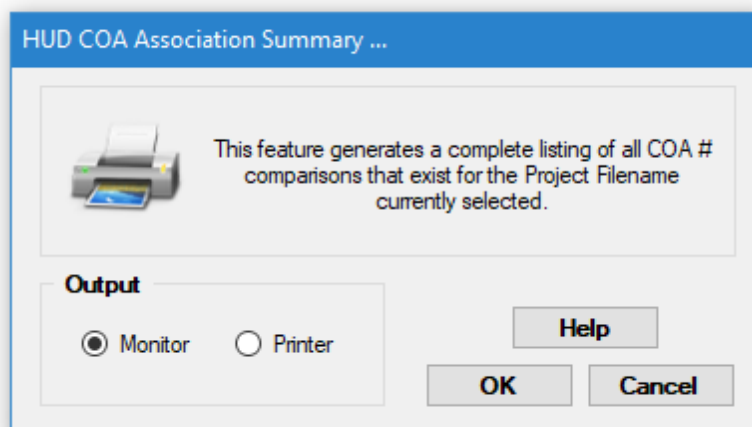 HUD COA Association Summary ...
This feature generates a complete listing of all COA #
comparisons that exist for the Project Filename
currently selected.
Output
Monitor
Printer
Help
OK
Cancel